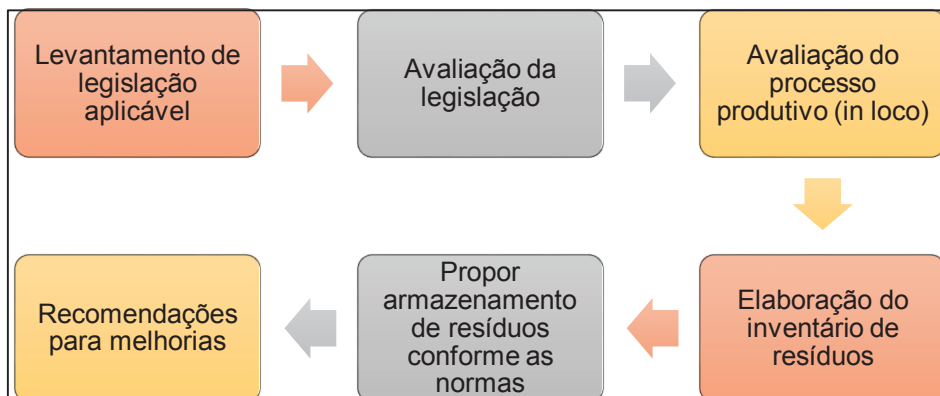 Levantamento de
legislação
aplicável
Avaliação da
legislação
Avaliação do
processo
produtivo (in loco)
Elaboração do
inventário de
resíduos
Propor
armazenamento
de resíduos
conforme as
normas
Recomendações
para melhorias